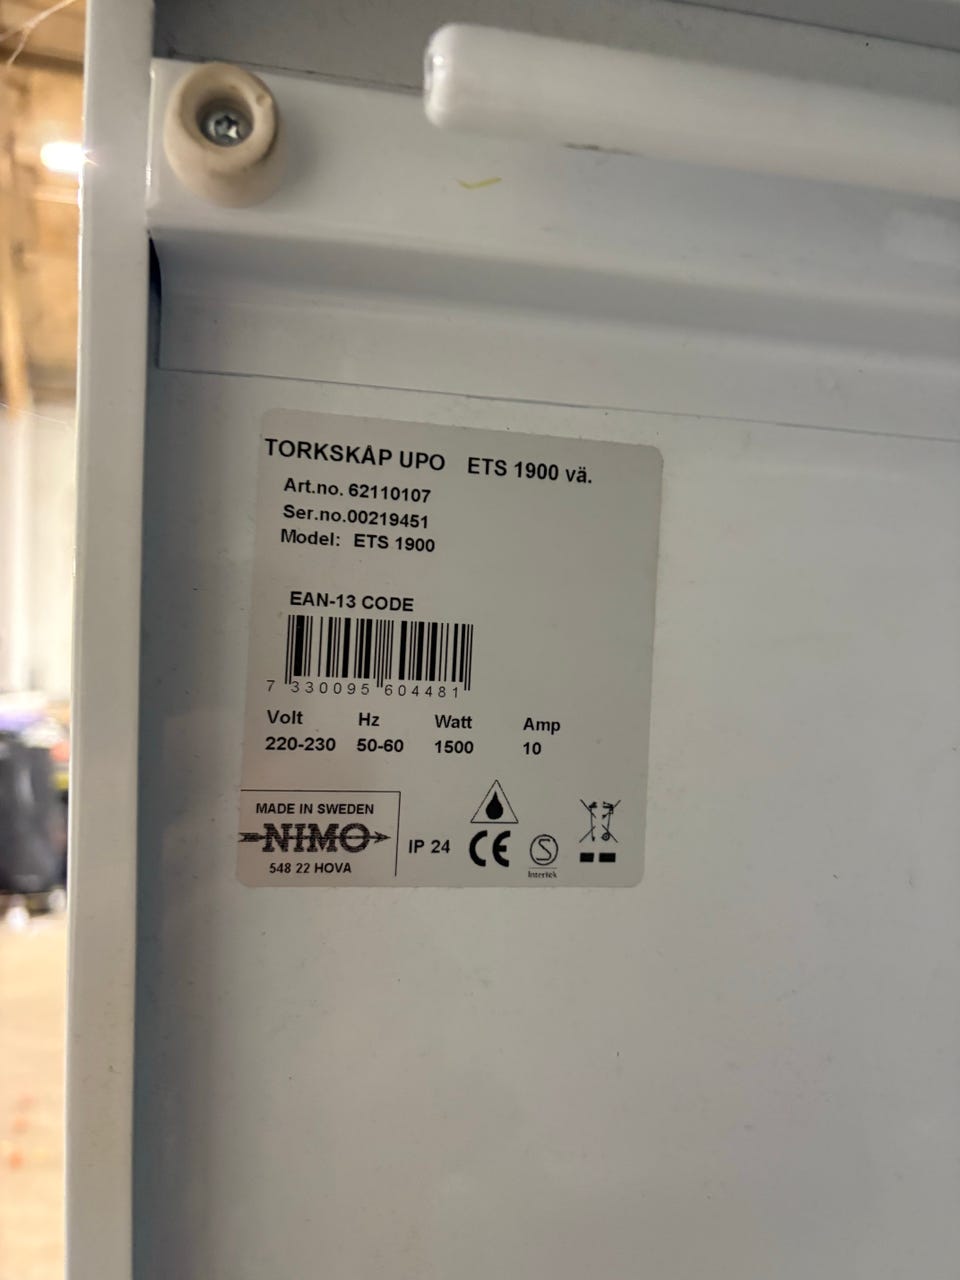 TORKSKÅP UPO ETS 1900 vä.
Art.no. 62110107
Ser.no.00219451
Model: ETS 1900
EAN-13 CODE
7 330095 604481
Volt Hz Watt Amp
220-230 50-60 1500 10
MADE IN SWEDEN
NIMO
548 22 HOVA
IP 24
CE
S
Intertek